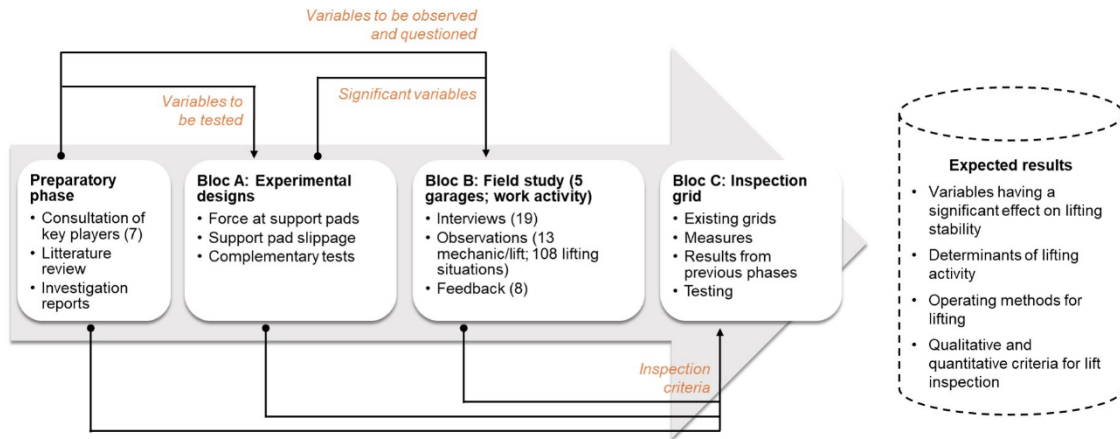 Variables to be observed
and questioned
Variables to
be tested
Significant variables
Preparatory
phase
• Consultation of
key players (7)
• Litterature
review
• Investigation
reports
Bloc A: Experimental
designs
• Force at support pads
• Support pad slippage
• Complementary tests
Bloc B: Field study (5
garages; work activity)
• Interviews (19)
• Observations (13
mechanic/lift; 108 lifting
situations)
• Feedback (8)
Bloc C: Inspection
grid
• Existing grids
• Measures
• Results from
previous phases
• Testing
Inspection
criteria
Expected results
• Variables having a
significant effect on lifting
stability
• Determinants of lifting
activity
• Operating methods for
lifting
• Qualitative and
quantitative criteria for lift
inspection